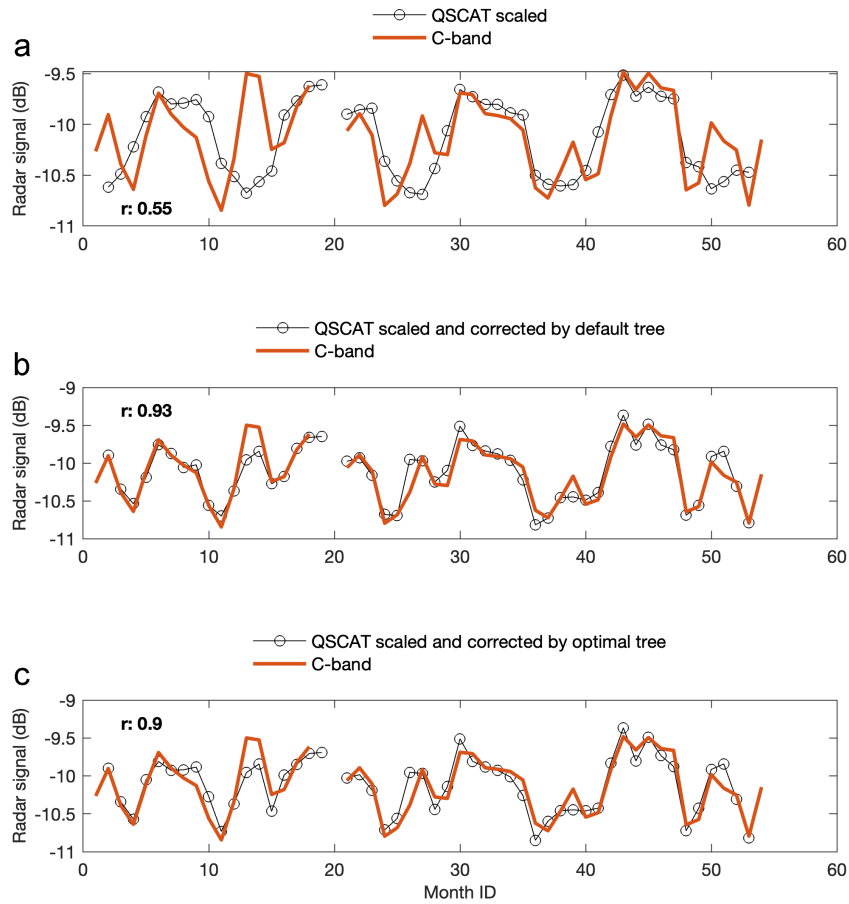 QSCAT scaled
C-band
a
-9.5
-10
-10.5
-11
Radar signal (dB)
r: 0.55
0 10 20 30 40 50 60
QSCAT scaled and corrected by default tree
C-band
b
-9
-9.5
-10
-10.5
-11
Radar signal (dB)
r: 0.93
0 10 20 30 40 50 60
QSCAT scaled and corrected by optimal tree
C-band
c
-9
-9.5
-10
-10.5
-11
Radar signal (dB)
r: 0.9
0 10 20 30 40 50 60
Month ID